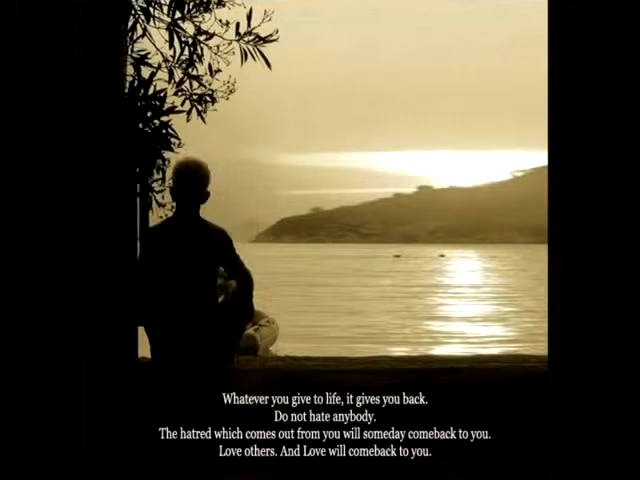 Whatever you give to life, it gives you back.
Do not hate anybody.
The hatred which comes out from you will someday comeback to you.
Love others. And Love will comeback to you.